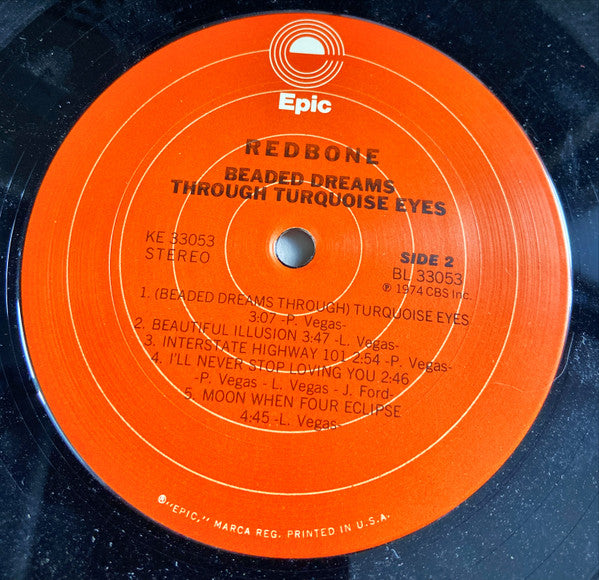 Epic
REDBONE
BEADED DREAMS
THROUGH TURQUOISE EYES
KE 33053
STEREO
SIDE 2
BL 33053
Ⓟ 1974 CBS Inc.
1. (BEADED DREAMS THROUGH) TURQUOISE EYES
3:07 -P. Vegas-
2. BEAUTIFUL ILLUSION 3:47 -L. Vegas-
3. INTERSTATE HIGHWAY 101 2:54 -P. Vegas-
4. I'LL NEVER STOP LOVING YOU 2:46
-P. Vegas - L. Vegas - J. Ford-
5. MOON WHEN FOUR ECLIPSE
4:45 -L. Vegas-
®"EPIC," MARCA REG. PRINTED IN U.S.A.